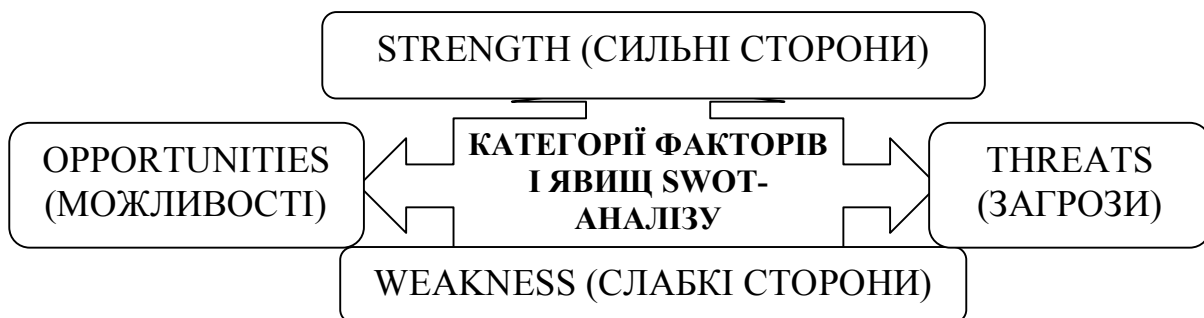 STRENGTH (СИЛЬНІ СТОРОНИ)
OPPORTUNITIES
(МОЖЛИВОСТІ)
КАТЕГОРІЇ ФАКТОРІВ
І ЯВИЩ SWOT-
АНАЛІЗУ
THREATS
(ЗАГРОЗИ)
WEAKNESS (СЛАБКІ СТОРОНИ)